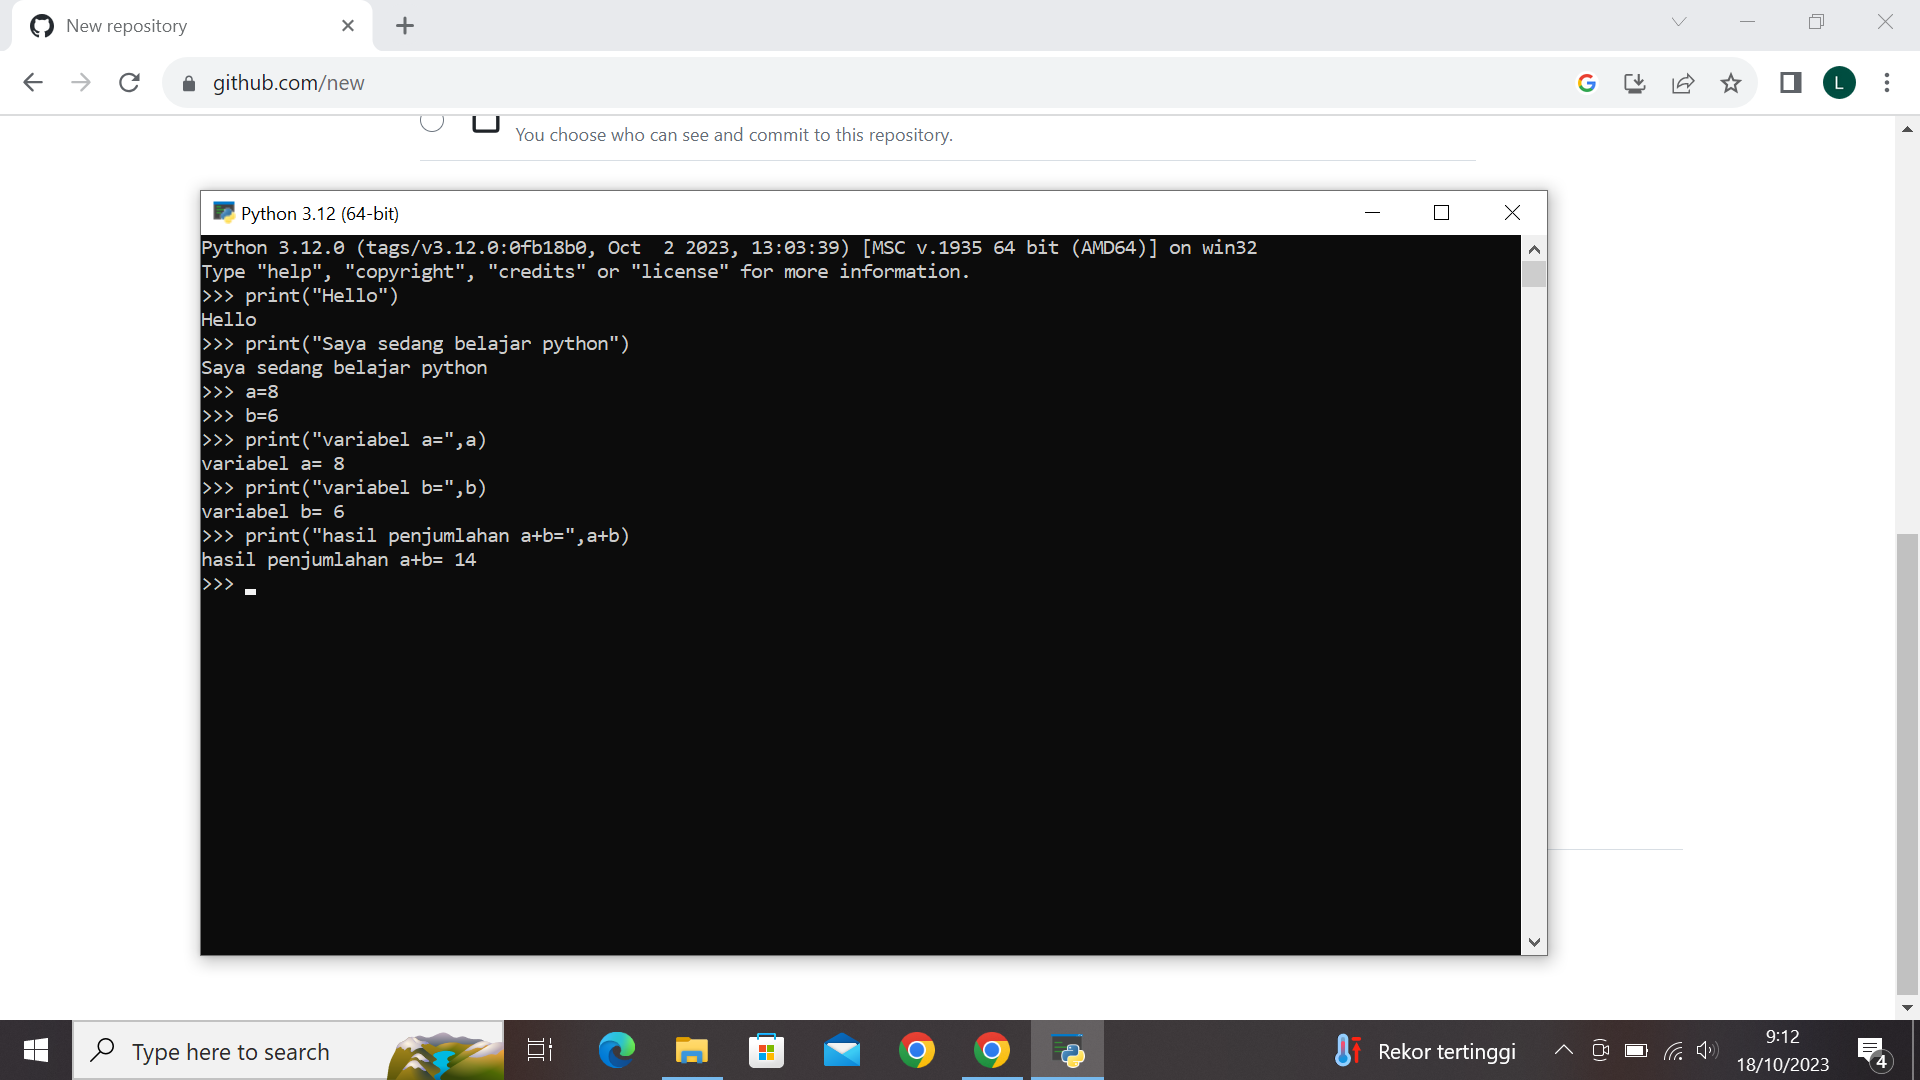 New repository
github.com/new
L
You choose who can see and commit to this repository.
Python 3.12 (64-bit)
Python 3.12.0 (tags/v3.12.0:0fb18b0, Oct  2 2023, 13:03:39) [MSC v.1935 64 bit (AMD64)] on win32
Type "help", "copyright", "credits" or "license" for more information.
>>> print("Hello")
Hello
>>> print("Saya sedang belajar python")
Saya sedang belajar python
>>> a=8
>>> b=6
>>> print("variabel a=",a)
variabel a= 8
>>> print("variabel b=",b)
variabel b= 6
>>> print("hasil penjumlahan a+b=",a+b)
hasil penjumlahan a+b= 14
>>>
Type here to search
Rekor tertinggi
9:12
18/10/2023
4